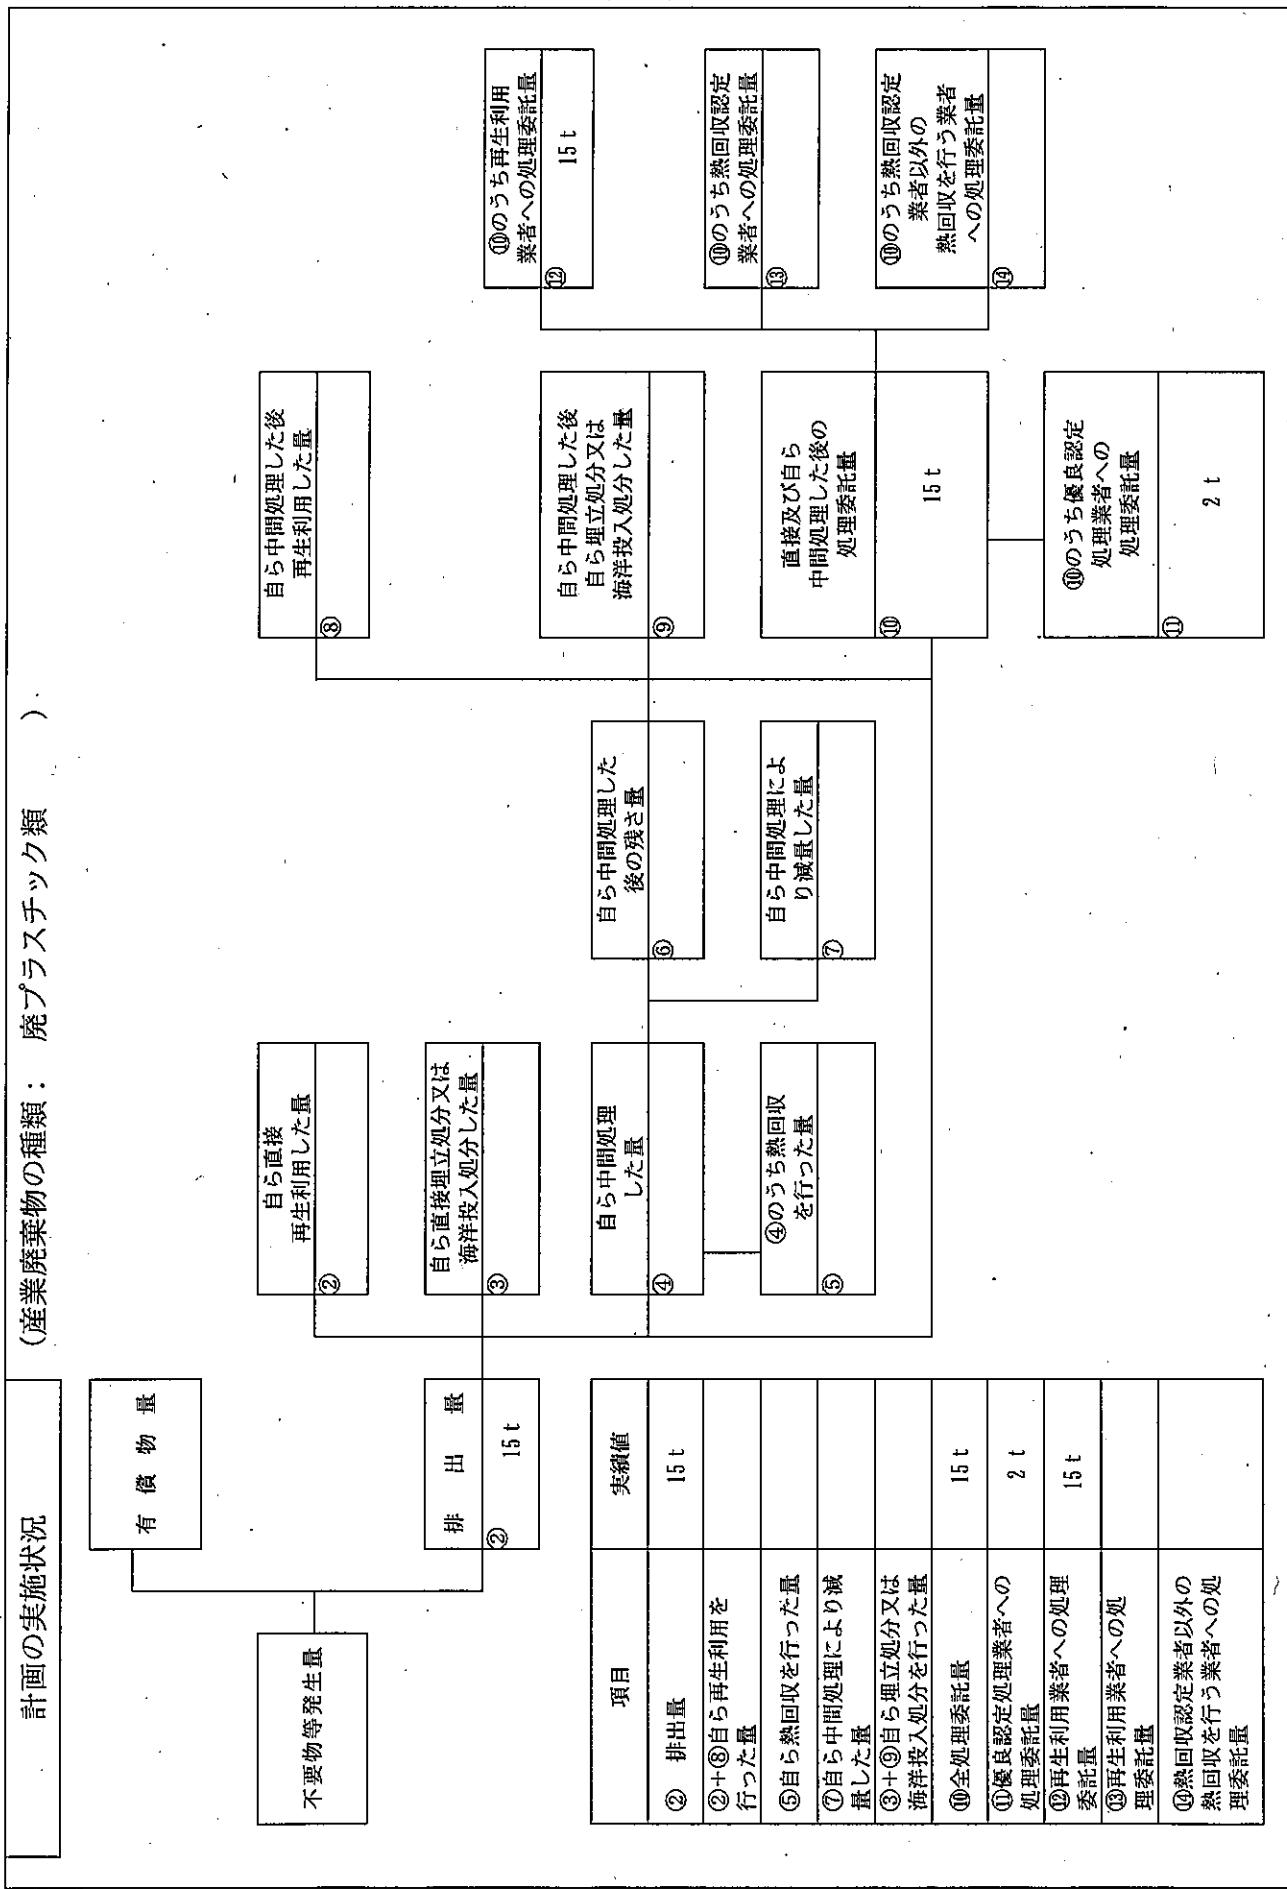 計画の実施状況
(産業廃棄物の種類： 廃プラスチック類 )
不要物等発生量
有償物量
排出量
②
15 t
自ら直接
再生利用した量
②
自ら直接埋立処分又は
海洋投入処分した量
③
自ら中間処理
した量
④
④のうち熱回収
を行った量
⑤
自ら中間処理した
後の残さ量
⑥
自ら中間処理によ
り減量した量
⑦
自ら中間処理した後
再生利用した量
⑧
自ら中間処理した後
自ら埋立処分又は
海洋投入処分した量
⑨
直接及び自ら
中間処理した後の
処理委託量
⑩
15 t
⑩のうち優良認定
処理業者への
処理委託量
⑪
2 t
⑩のうち再生利用
業者への処理委託量
⑫
15 t
⑩のうち熱回収認定
業者への処理委託量
⑬
⑩のうち熱回収認定
業者以外の
熱回収を行う業者
への処理委託量
⑭
項目 実績値
② 排出量 15 t
②+⑧自ら再生利用を
行った量
⑤自ら熱回収を行った量
⑦自ら中間処理により減
量した量
③+⑨自ら埋立処分又は
海洋投入処分を行った量
⑩全処理委託量 15 t
⑪優良認定処理業者への
処理委託量 2 t
⑫再生利用業者への処理
委託量 15 t
⑬再生利用業者への処
理委託量
⑭熱回収認定業者以外の
熱回収を行う業者への処
理委託量